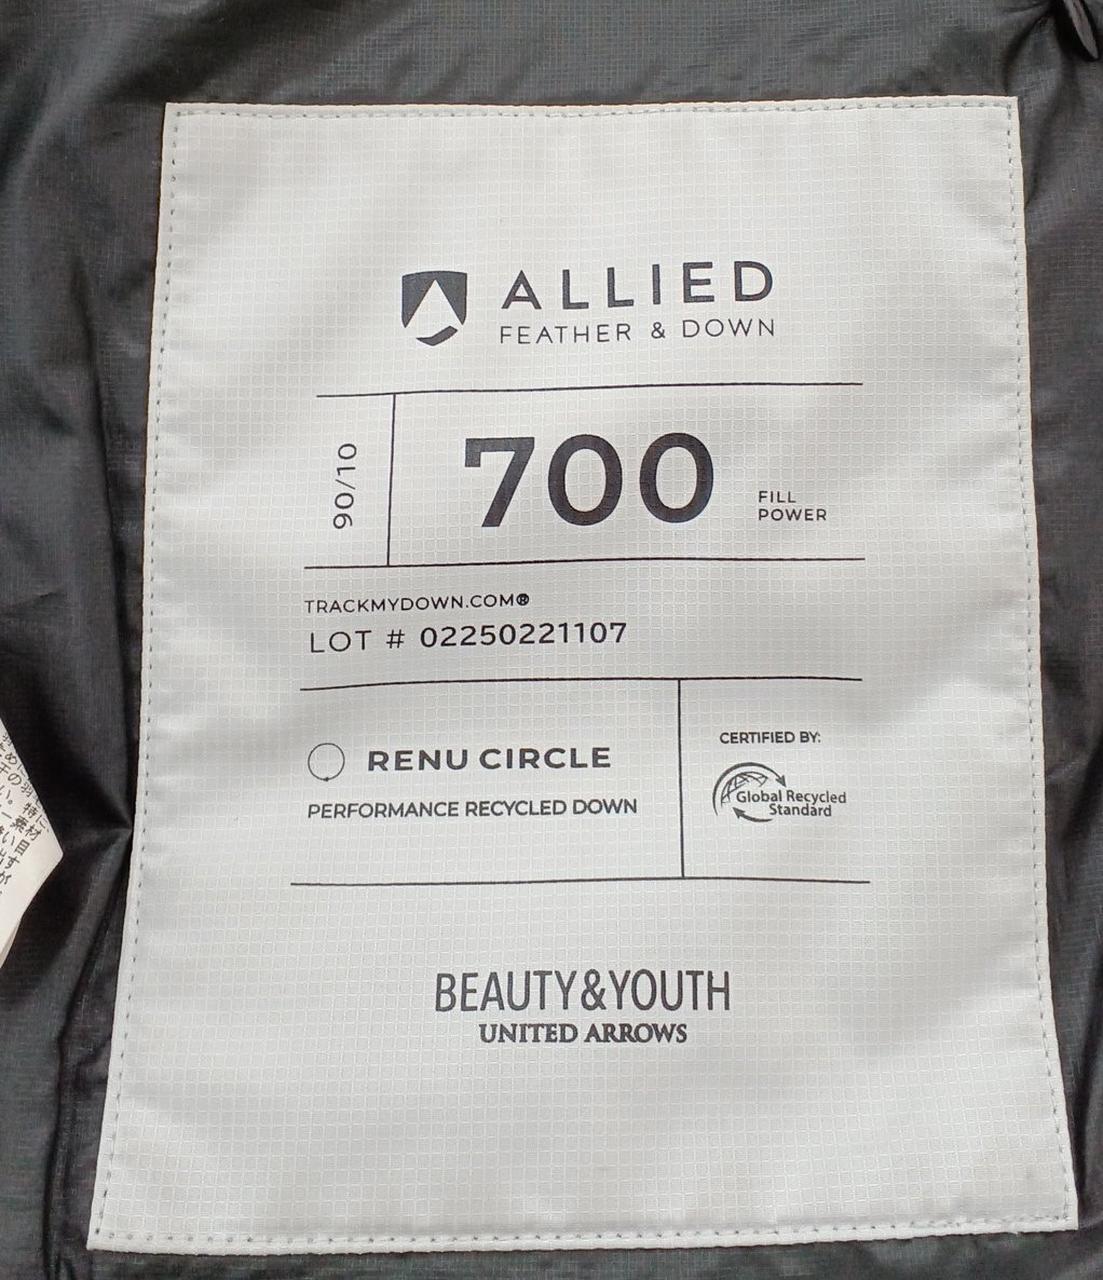 ALLIED
FEATHER & DOWN
90/10
700
FILL
POWER
TRACKMYDOWN.COM®
LOT # 02250221107
RENU CIRCLE
PERFORMANCE RECYCLED DOWN
CERTIFIED BY:
Global Recycled
Standard
BEAUTY&YOUTH
UNITED ARROWS